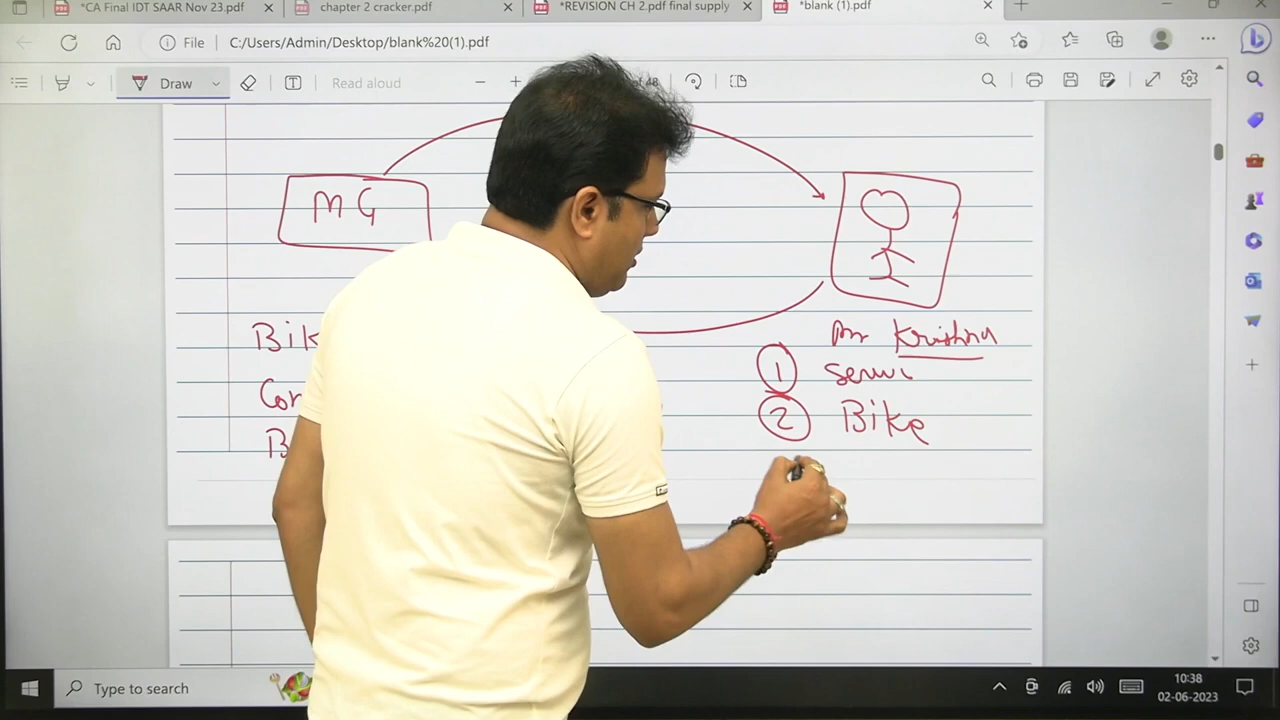 *CA Final IDT SAAR Nov 23.pdf
chapter 2 cracker.pdf
*REVISION CH 2.pdf final supply
*blank (1).pdf
File
C:/Users/Admin/Desktop/blank%20(1).pdf
Draw
Read aloud
of 48
MG
Krishna
1
2 Bike
Type to search
10:38
02-06-2023